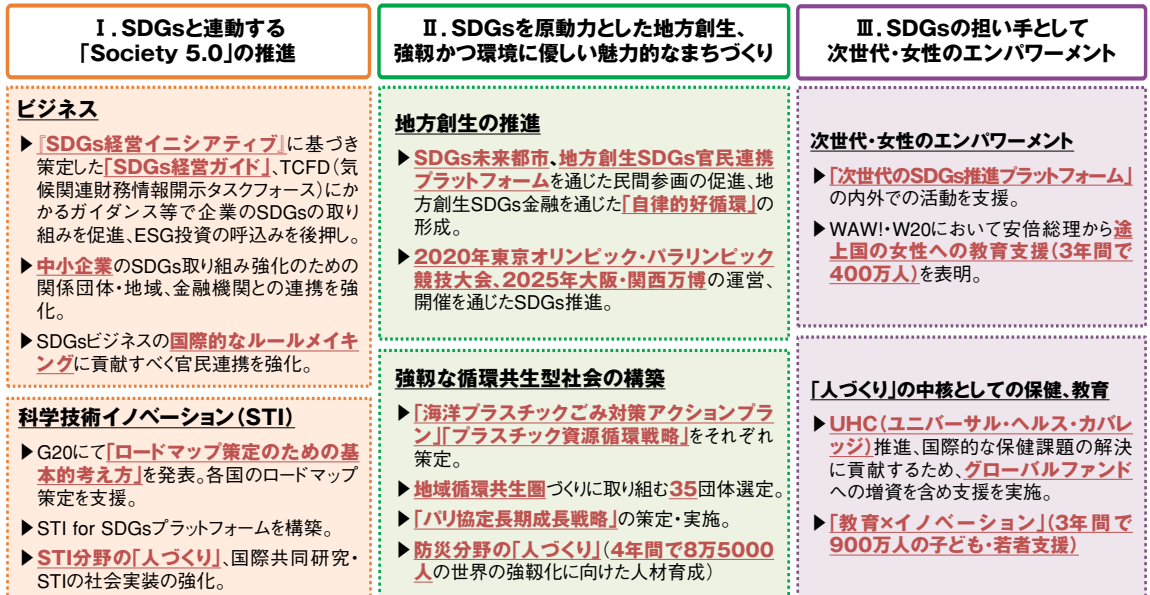 Ⅰ.SDGsと連動する
「Society 5.0」の推進
ビジネス
▶『SDGs経営イニシアティブ』に基づき
策定した「SDGs経営ガイド」、TCFD(気
候関連財務情報開示タスクフォース)にか
かるガイダンス等で企業のSDGsの取り
組みを促進、ESG投資の呼込みを後押し。
▶中小企業のSDGs取り組み強化のための
関係団体・地域、金融機関との連携を強
化。
▶SDGsビジネスの国際的なルールメイキ
ングに貢献すべく官民連携を強化。
科学技術イノベーション(STI)
▶G20にて「ロードマップ策定のための基
本的考え方」を発表。各国のロードマップ
策定を支援。
▶STI for SDGsプラットフォームを構築。
▶STI分野の「人づくり」、国際共同研究・
STIの社会実装の強化。
Ⅱ.SDGsを原動力とした地方創生、
強靱かつ環境に優しい魅力的なまちづくり
地方創生の推進
▶SDGs未来都市、地方創生SDGs官民連携
プラットフォームを通じた民間参画の促進、地
方創生SDGs金融を通じた「自律的好循環」の
形成。
▶2020年東京オリンピック・パラリンピック
競技大会、2025年大阪・関西万博の運営、
開催を通じたSDGs推進。
強靱な循環共生型社会の構築
▶「海洋プラスチックごみ対策アクションプラ
ン」「プラスチック資源循環戦略」をそれぞれ
策定。
▶地域循環共生圏づくりに取り組む35団体選定。
▶「パリ協定長期成長戦略」の策定・実施。
▶防災分野の「人づくり」(4年間で8万5000
人の世界の強靱化に向けた人材育成)
Ⅲ.SDGsの担い手として
次世代・女性のエンパワーメント
次世代・女性のエンパワーメント
▶「次世代のSDGs推進プラットフォーム」
の内外での活動を支援。
▶WAW!・W20において安倍総理から途
上国の女性への教育支援(3年間で
400万人)を表明。
「人づくり」の中核としての保健、教育
▶UHC(ユニバーサル・ヘルス・カバレ
ッジ)推進、国際的な保健課題の解決
に貢献するため、グローバルファンド
への増資を含め支援を実施。
▶「教育×イノベーション」(3年間で
900万人の子ども・若者支援)